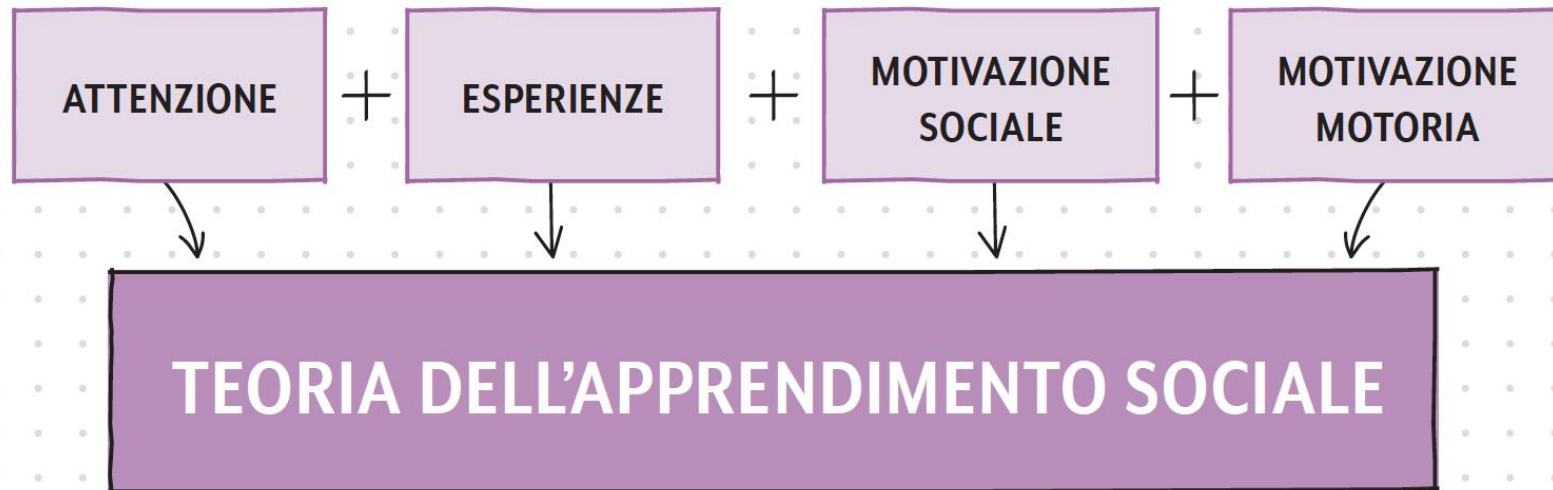 ATTENZIONE
+
ESPERIENZE
+
MOTIVAZIONE
SOCIALE
+
MOTIVAZIONE
MOTORIA
TEORIA DELL’APPRENDIMENTO SOCIALE